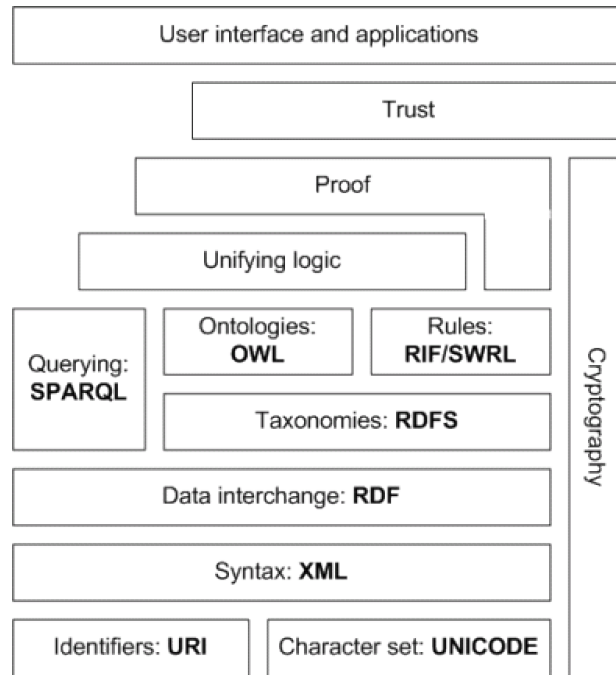 User interface and applications
Trust
Proof
Unifying logic
Querying:
SPARQL
Ontologies:
OWL
Rules:
RIF/SWRL
Taxonomies: RDFS
Cryptography
Data interchange: RDF
Syntax: XML
Identifiers: URI
Character set: UNICODE